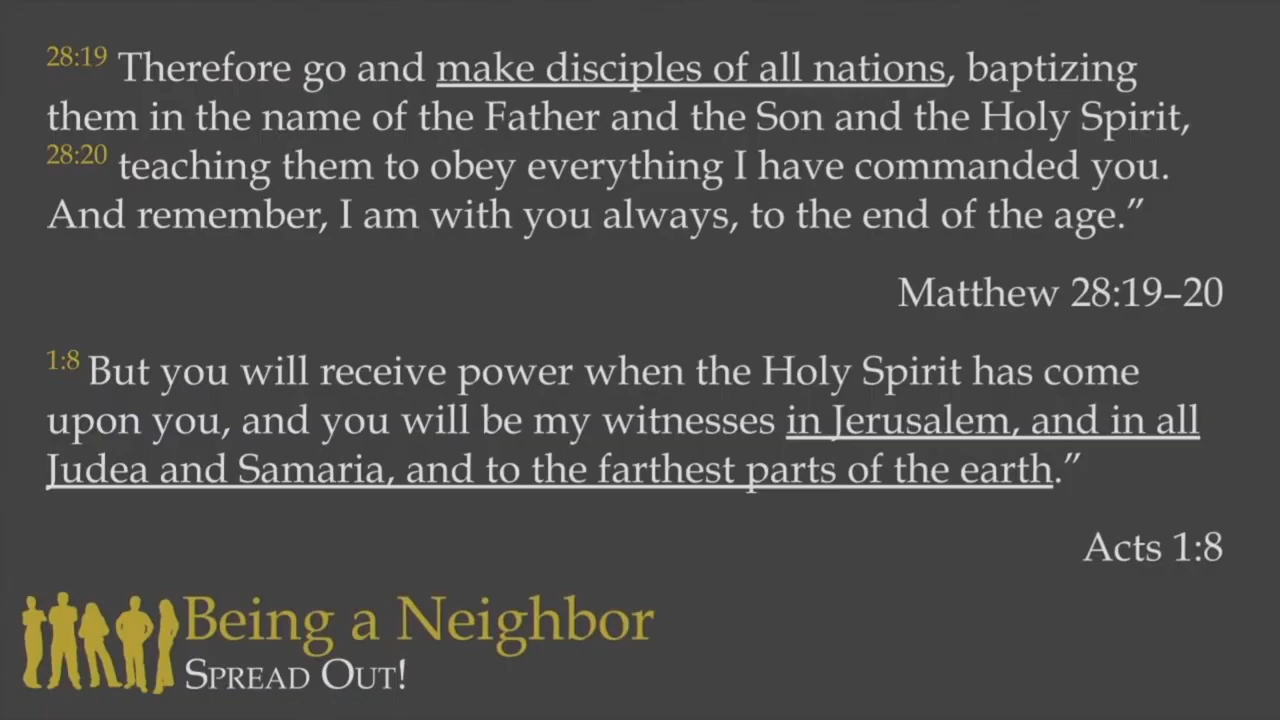 28:19 Therefore go and make disciples of all nations, baptizing
them in the name of the Father and the Son and the Holy Spirit,
28:20 teaching them to obey everything I have commanded you.
And remember, I am with you always, to the end of the age.”
Matthew 28:19–20
1:8 But you will receive power when the Holy Spirit has come
upon you, and you will be my witnesses in Jerusalem, and in all
Judea and Samaria, and to the farthest parts of the earth.”
Acts 1:8
Being a Neighbor
SPREAD OUT!